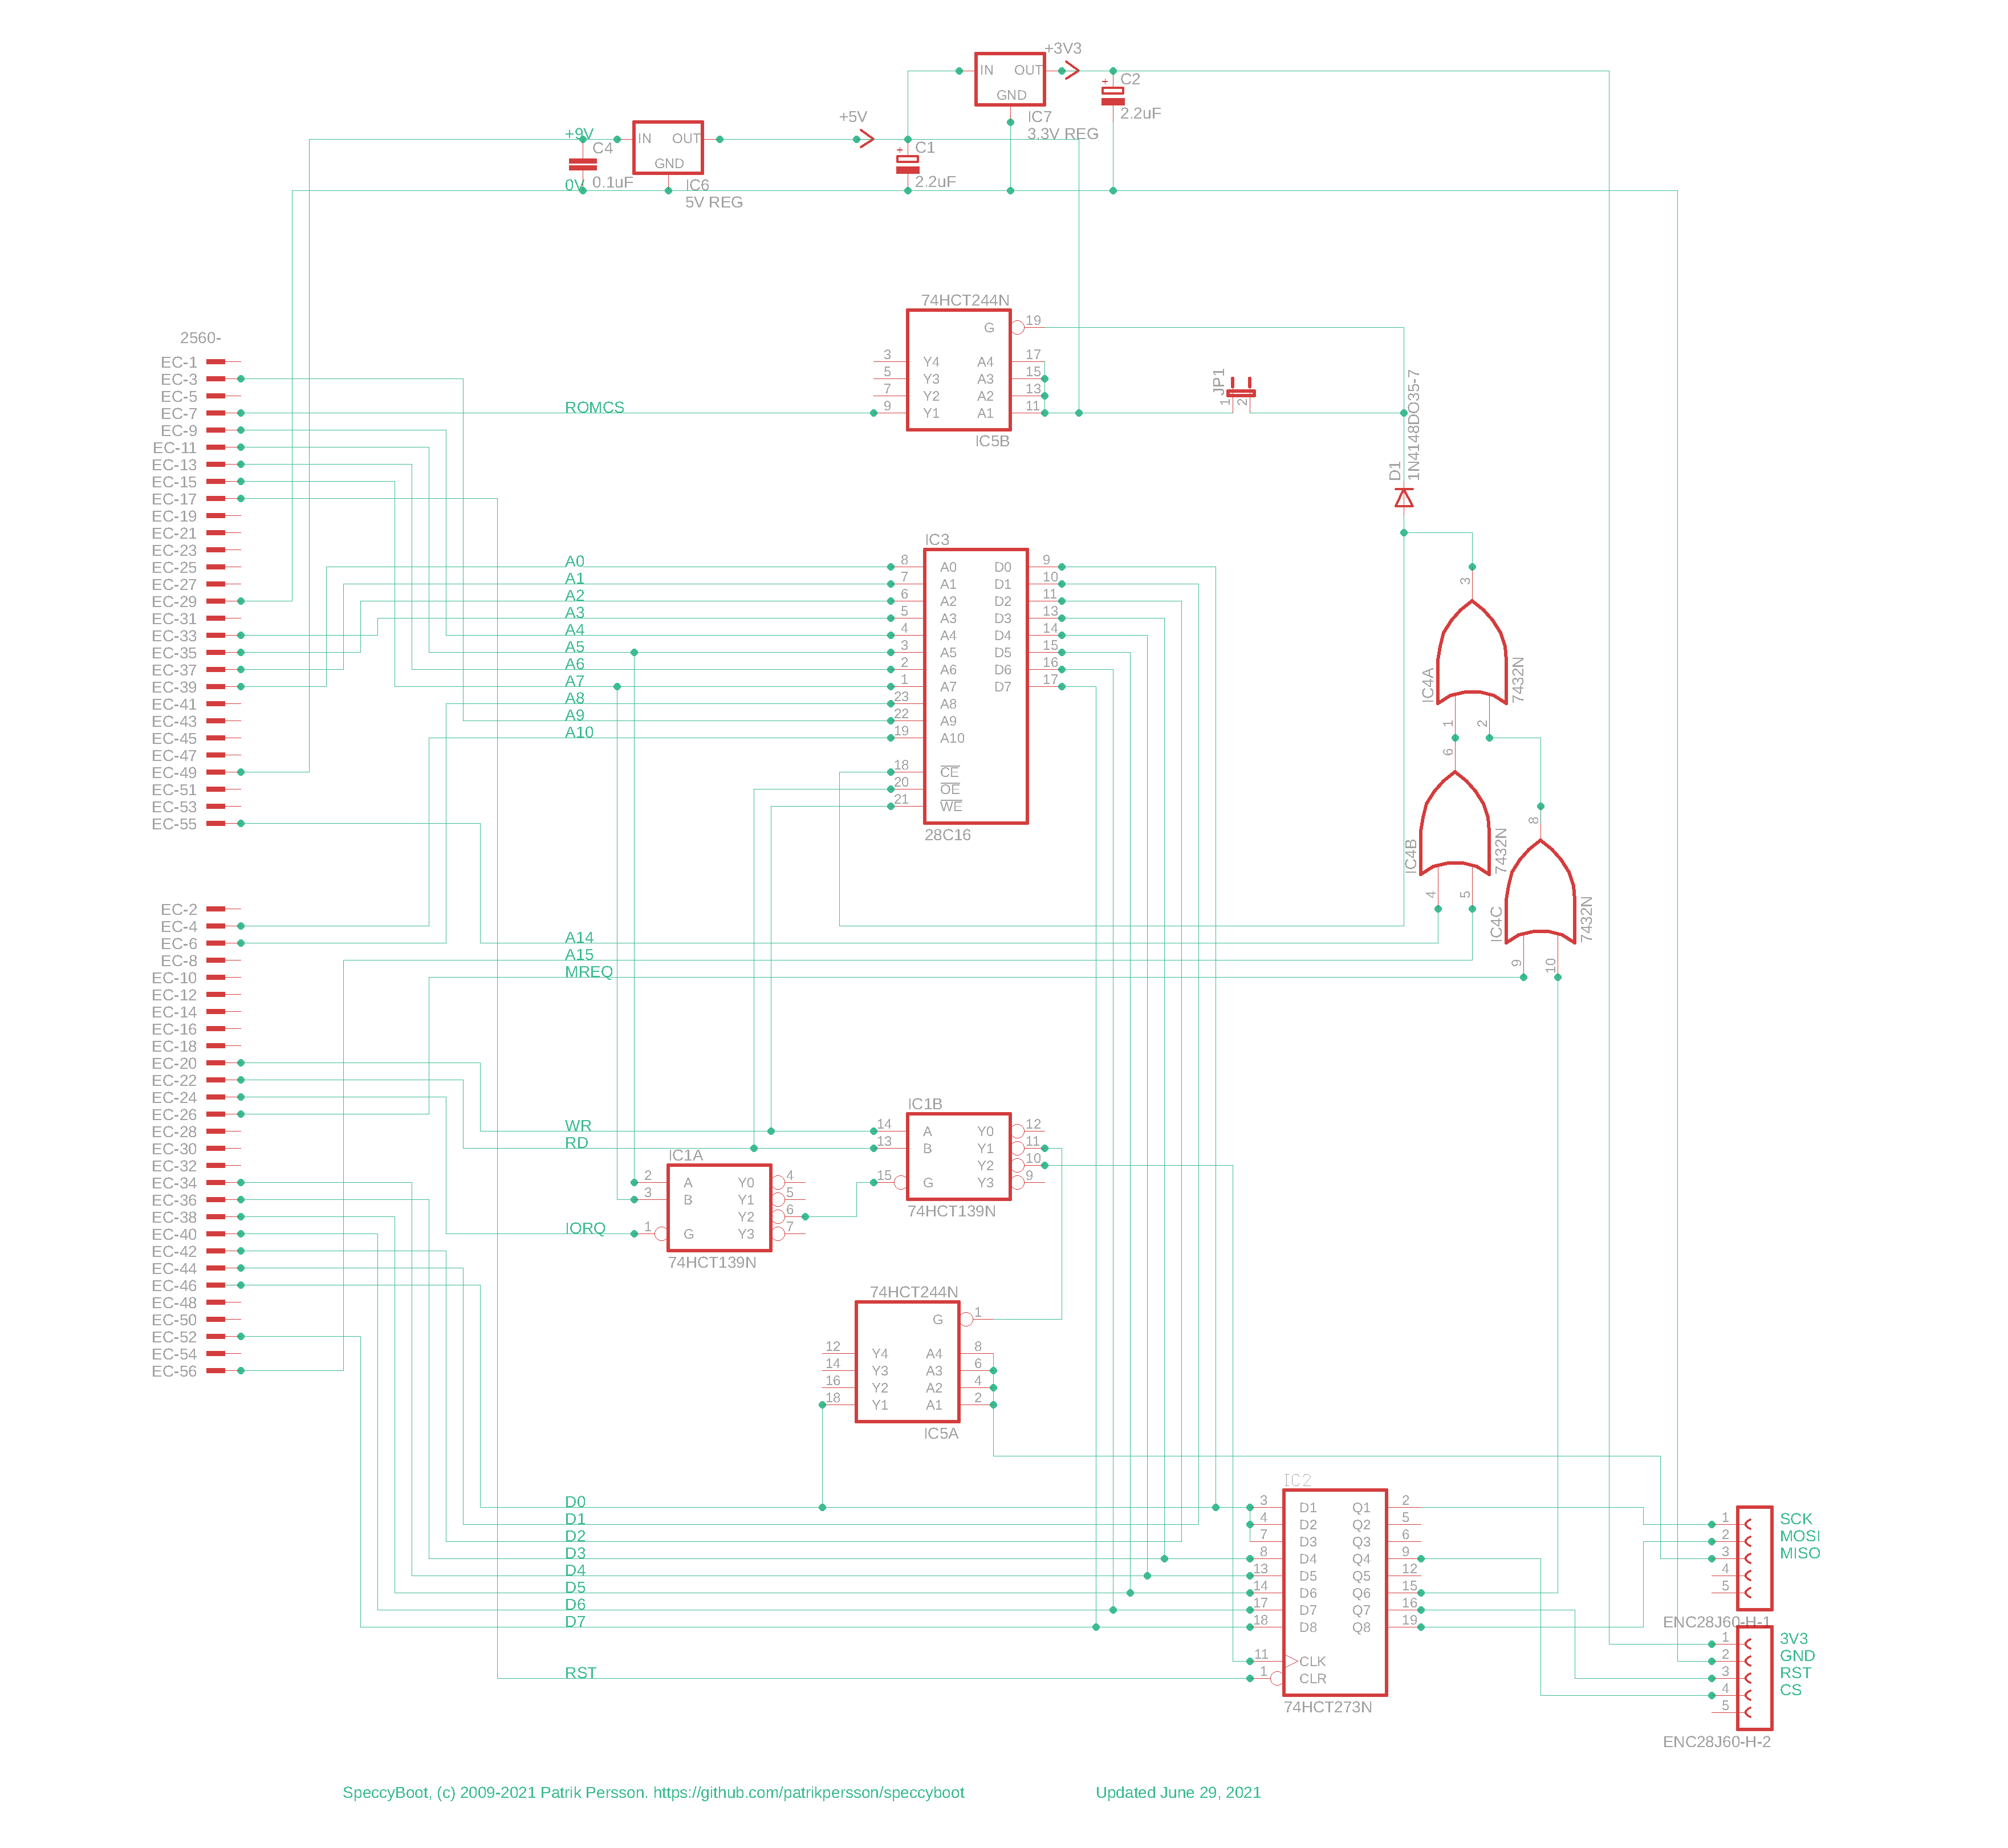 +3V3
IN OUT
GND
C2
2.2uF
IC7
3.3V REG
+5V
+9V
C4
0.1uF
0V
IN OUT
GND
IC6
5V REG
C1
2.2uF
74HCT244N
G 19
3 Y4 A4 17
5 Y3 A3 15
7 Y2 A2 13
9 Y1 A1 11
IC5B
ROMCS
JP1
1
2
D1
1N4148DO35-7
2560-
EC-1
EC-3
EC-5
EC-7
EC-9
EC-11
EC-13
EC-15
EC-17
EC-19
EC-21
EC-23
EC-25
EC-27
EC-29
EC-31
EC-33
EC-35
EC-37
EC-39
EC-41
EC-43
EC-45
EC-47
EC-49
EC-51
EC-53
EC-55
A0
A1
A2
A3
A4
A5
A6
A7
A8
A9
A10
IC3
8 A0 D0 9
7 A1 D1 10
6 A2 D2 11
5 A3 D3 13
4 A4 D4 14
3 A5 D5 15
2 A6 D6 16
1 A7 D7 17
23 A8
22 A9
19 A10
18 CE
20 OE
21 WE
28C16
3
IC4A
7432N
1
2
6
IC4B
7432N
4
5
8
IC4C
7432N
9
10
EC-2
EC-4
EC-6
EC-8
EC-10
EC-12
EC-14
EC-16
EC-18
EC-20
EC-22
EC-24
EC-26
EC-28
EC-30
EC-32
EC-34
EC-36
EC-38
EC-40
EC-42
EC-44
EC-46
EC-48
EC-50
EC-52
EC-54
EC-56
A14
A15
MREQ
WR
RD
IORQ
IC1B
14 A Y0 12
13 B Y1 11
Y2 10
15 G Y3 9
74HCT139N
IC1A
2 A Y0 4
3 B Y1 5
Y2 6
1 G Y3 7
74HCT139N
74HCT244N
G 1
12 Y4 A4 8
14 Y3 A3 6
16 Y2 A2 4
18 Y1 A1 2
IC5A
D0
D1
D2
D3
D4
D5
D6
D7
RST
IC2
3 D1 Q1 2
4 D2 Q2 5
7 D3 Q3 6
8 D4 Q4 9
13 D5 Q5 12
14 D6 Q6 15
17 D7 Q7 16
18 D8 Q8 19
11 CLK
1 CLR
74HCT273N
1 SCK
2 MOSI
3 MISO
4
5
ENC28J60-H-1
1 3V3
2 GND
3 RST
4 CS
5
ENC28J60-H-2
SpeccyBoot, (c) 2009-2021 Patrik Persson. https://github.com/patrikpersson/speccyboot
Updated June 29, 2021